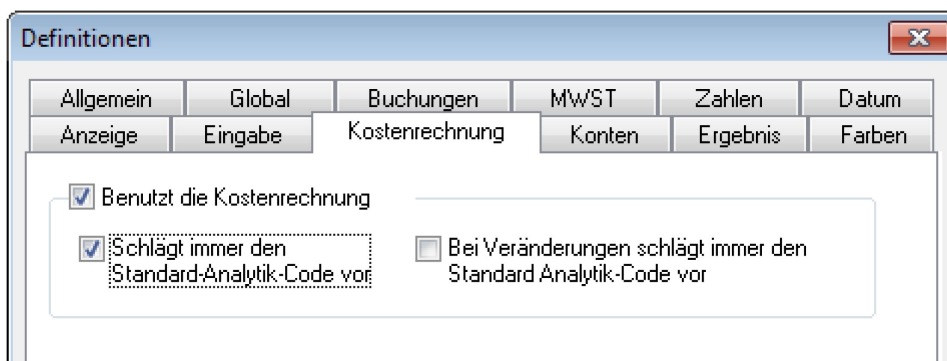 Definitionen
Allgemein Global Buchungen MWST Zahlen Datum
Anzeige Eingabe Kostenrechnung Konten Ergebnis Farben
Benutzt die Kostenrechnung
Schlägt immer den
Standard-Analytik-Code vor
Bei Veränderungen schlägt immer den
Standard Analytik-Code vor